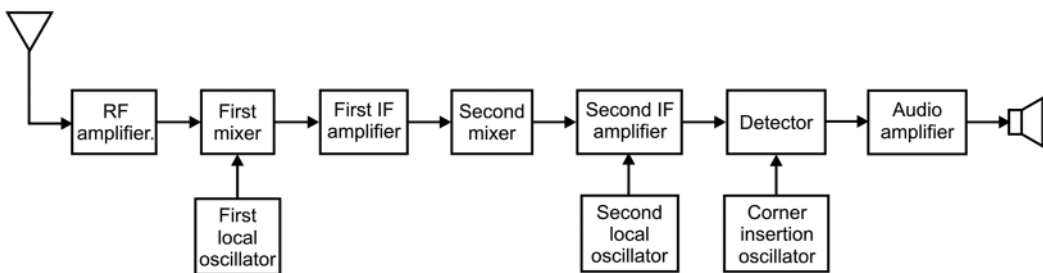 RF
amplifier.
First
mixer
First IF
amplifier
Second
mixer
Second IF
amplifier
Detector
Audio
amplifier
First
local
oscillator
Second
local
oscillator
Corner
insertion
oscillator